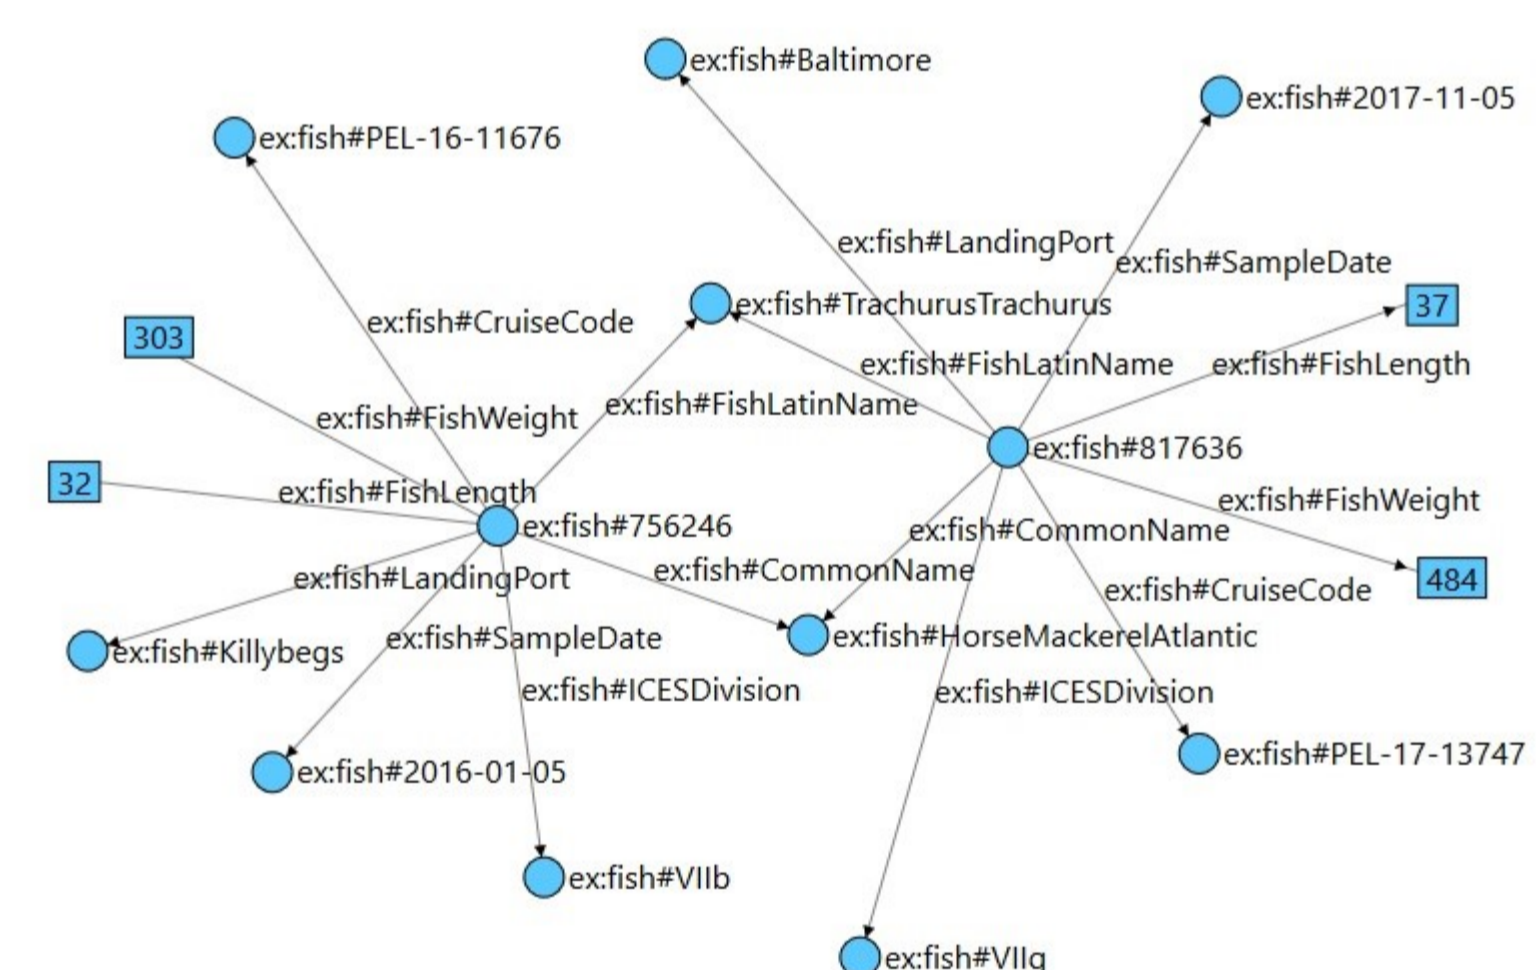 ex:fish#Baltimore
ex:fish#2017-11-05
ex:fish#PEL-16-11676
ex:fish#LandingPort
ex:fish#SampleDate
ex:fish#TrachurusTrachurus
37
ex:fish#CruiseCode
303
ex:fish#FishLatinName
ex:fish#FishLength
ex:fish#FishLatinName
ex:fish#FishWeight
ex:fish#817636
32
ex:fish#FishLength
ex:fish#FishWeight
ex:fish#756246
ex:fish#CommonName
ex:fish#CommonName
ex:fish#LandingPort
484
ex:fish#CruiseCode
ex:fish#Killybegs
ex:fish#SampleDate
ex:fish#HorseMackerelAtlantic
ex:fish#ICESDivision
ex:fish#ICESDivision
ex:fish#2016-01-05
ex:fish#PEL-17-13747
ex:fish#VIIb